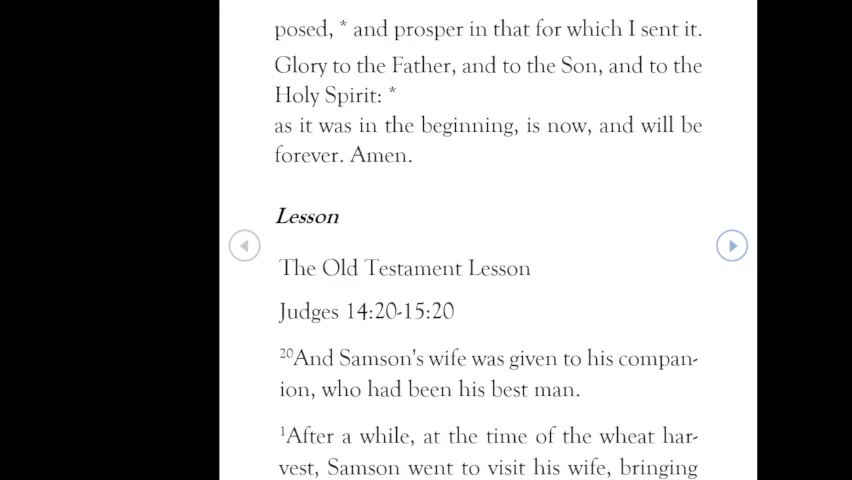 posed, * and prosper in that for which I sent it.
Glory to the Father, and to the Son, and to the
Holy Spirit: *
as it was in the beginning, is now, and will be
forever. Amen.
Lesson
The Old Testament Lesson
Judges 14:20-15:20
20And Samson's wife was given to his compan-
ion, who had been his best man.
1After a while, at the time of the wheat har-
vest, Samson went to visit his wife, bringing